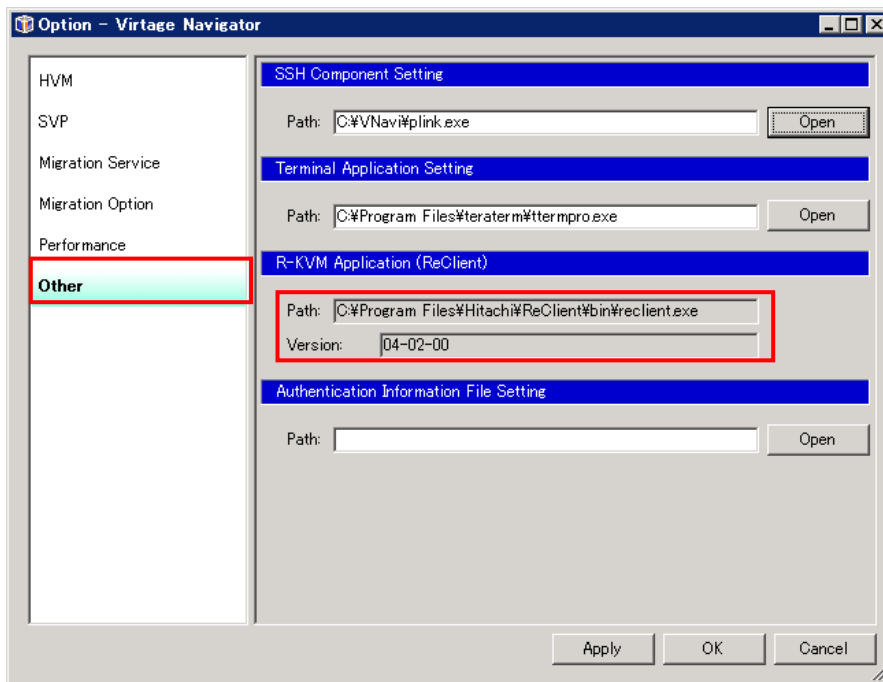 Option - Virtage Navigator
HVM
SVP
Migration Service
Migration Option
Performance
Other
SSH Component Setting
Path: C:¥VNavi¥plink.exe Open
Terminal Application Setting
Path: C:¥Program Files¥teraterm¥ttermpro.exe Open
R-KVM Application (ReClient)
Path: C:¥Program Files¥Hitachi¥ReClient¥bin¥reclient.exe
Version: 04-02-00
Authentication Information File Setting
Path: Open
Apply OK Cancel